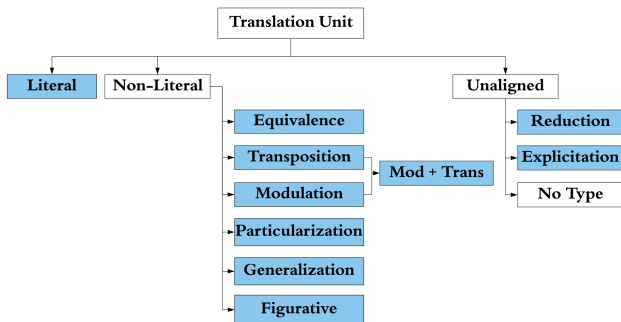 Translation Unit
Literal
Non-Literal
Unaligned
Equivalence
Transposition
Modulation
Mod + Trans
Particularization
Generalization
Figurative
Reduction
Explicitation
No Type